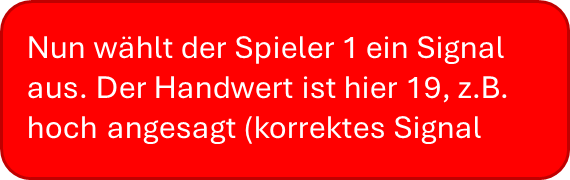 Nun wählt der Spieler 1 ein Signal
aus. Der Handwert ist hier 19, z.B.
hoch angesagt (korrektes Signal